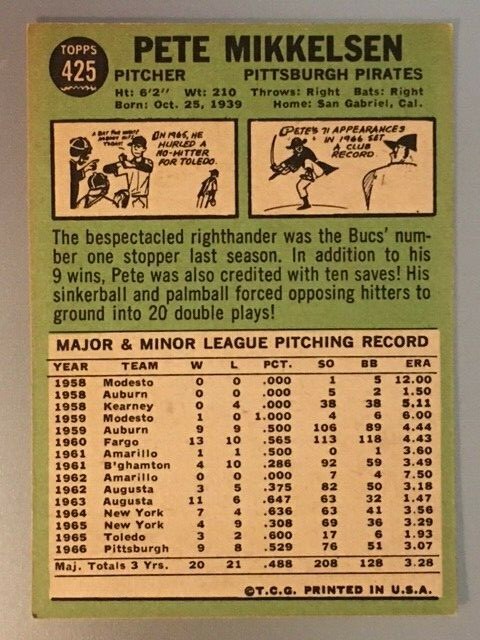 TOPPS
425
PETE MIKKELSEN
PITCHER PITTSBURGH PIRATES
Ht: 6'2" Wt: 210 Throws: Right Bats: Right
Born: Oct. 25, 1939 Home: San Gabriel, Cal.
ON 1965, HE
HURLED A
NO-HITTER
FOR TOLEDO.
PETE'S 71 APPEARANCES
IN 1966 SET
A CLUB
RECORD.
The bespectacled righthander was the Bucs' num-
ber one stopper last season. In addition to his
9 wins, Pete was also credited with ten saves! His
sinkerball and palmball forced opposing hitters to
ground into 20 double plays!
MAJOR & MINOR LEAGUE PITCHING RECORD
YEAR TEAM W L PCT. SO BB ERA
1958 Modesto 0 0 .000 1 5 12.00
1958 Auburn 0 0 .000 5 2 1.50
1958 Kearney 0 4 .000 38 38 5.11
1959 Modesto 1 0 1.000 4 6 6.00
1959 Auburn 9 9 .500 106 89 4.44
1960 Fargo 13 10 .565 113 118 4.43
1961 Amarillo 1 1 .500 0 1 3.60
1961 B'ghamton 4 10 .286 92 59 3.49
1962 Amarillo 0 0 .000 7 4 7.50
1962 Augusta 3 5 .375 82 50 3.18
1963 Augusta 11 6 .647 63 32 1.47
1964 New York 7 4 .636 63 41 3.56
1965 New York 4 9 .308 69 36 3.29
1965 Toledo 3 2 .600 17 6 1.93
1966 Pittsburgh 9 8 .529 76 51 3.07
Maj. Totals 3 Yrs. 20 21 .488 208 128 3.28
©T.C.G. PRINTED IN U.S.A.